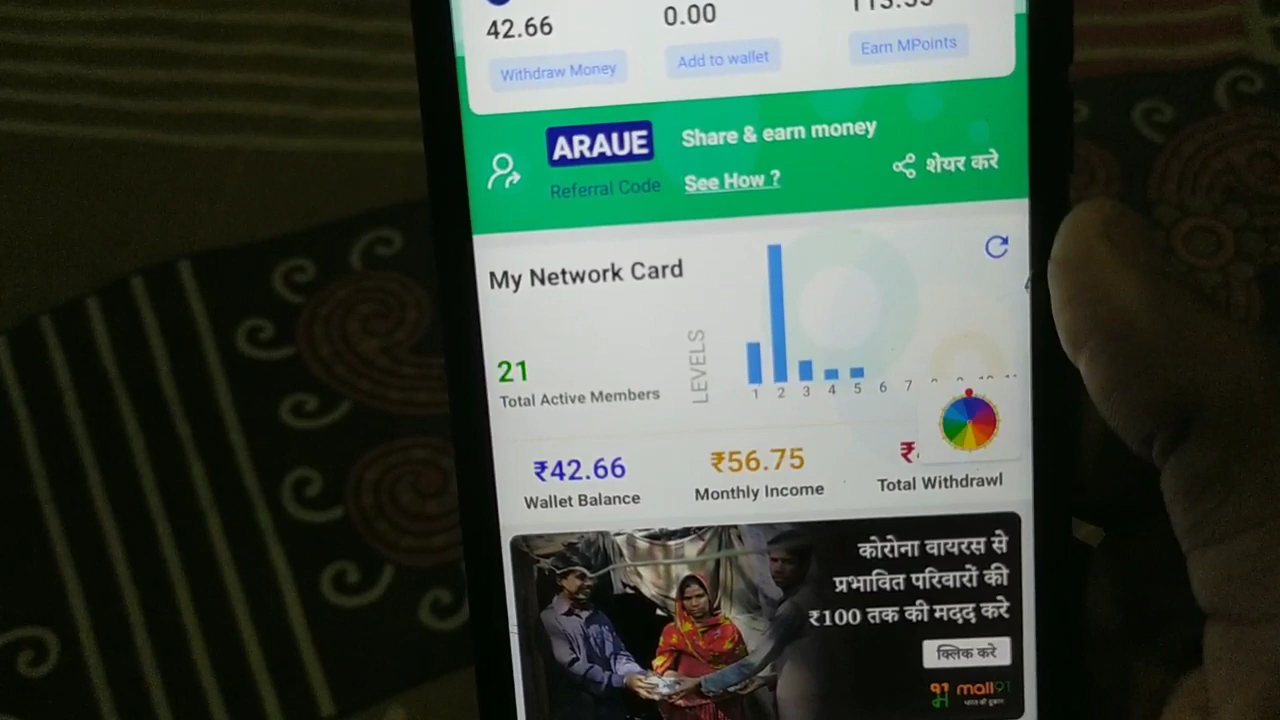 42.66
0.00
Withdraw Money
Add to wallet
Earn MPoints
ARAUE
Share & earn money
Referral Code
See How ?
शेयर करे
My Network Card
LEVELS
21
Total Active Members
1 2 3 4 5 6 7
₹42.66
₹56.75
₹
Wallet Balance
Monthly Income
Total Withdrawl
कोरोना वायरस से
प्रभावित परिवारों की
₹100 तक की मदद करे
क्लिक करे
mall91